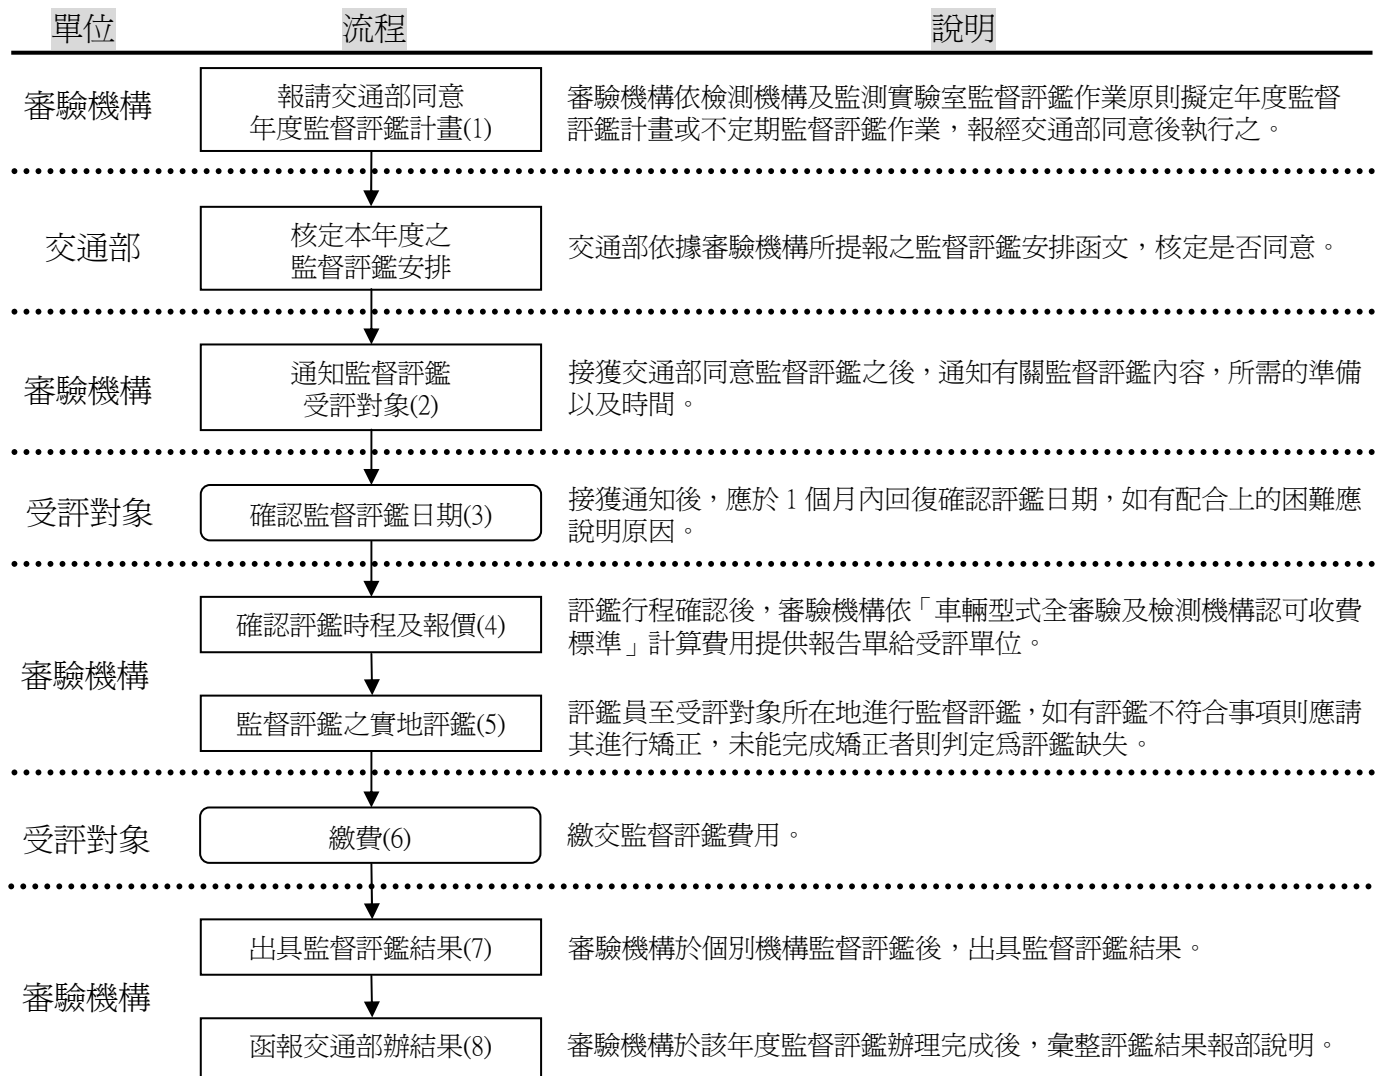 單位 流程 說明
審驗機構
報請交通部同意
年度監督評鑑計畫(1)
審驗機構依檢測機構及監測實驗室監督評鑑作業原則擬定年度監督
評鑑計畫或不定期監督評鑑作業，報經交通部同意後執行之。
交通部
核定本年度之
監督評鑑安排
交通部依據審驗機構所提報之監督評鑑安排函文，核定是否同意。
審驗機構
通知監督評鑑
受評對象(2)
接獲交通部同意監督評鑑之後，通知有關監督評鑑內容，所需的準備
以及時間。
受評對象
確認監督評鑑日期(3)
接獲通知後，應於 1 個月內回復確認評鑑日期，如有配合上的困難應
說明原因。
審驗機構
確認評鑑時程及報價(4)
評鑑行程確認後，審驗機構依「車輛型式全審驗及檢測機構認可收費
標準」計算費用提供報告單給受評單位。
監督評鑑之實地評鑑(5)
評鑑員至受評對象所在地進行監督評鑑，如有評鑑不符合事項則應請
其進行矯正，未能完成矯正者則判定為評鑑缺失。
受評對象
繳費(6)
繳交監督評鑑費用。
審驗機構
出具監督評鑑結果(7)
審驗機構於個別機構監督評鑑後，出具監督評鑑結果。
函報交通部辦結果(8)
審驗機構於該年度監督評鑑辦理完成後，彙整評鑑結果報部說明。